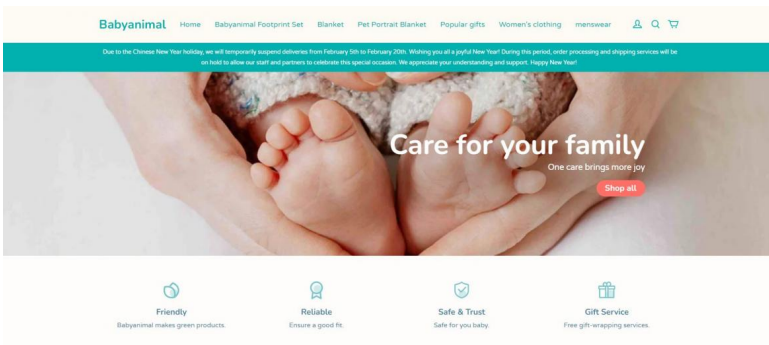 Babyanimal Home Babyanimal Footprint Set Blanket Pet Portrait Blanket Popular gifts Women's clothing menswear
Due to the Chinese New Year holiday, we will temporarily suspend deliveries from February 5th to February 20th. Wishing you all a joyful New Year! During this period, order processing and shipping services will be
on hold to allow our staff and partners to celebrate this special occasion. We appreciate your understanding and support. Happy New Year!
Care for your family
One care brings more joy
Shop all
Friendly Reliable Safe & Trust Gift Service
Babyanimal makes green products. Ensure a good fit. Safe for you baby. Free gift-wrapping services.